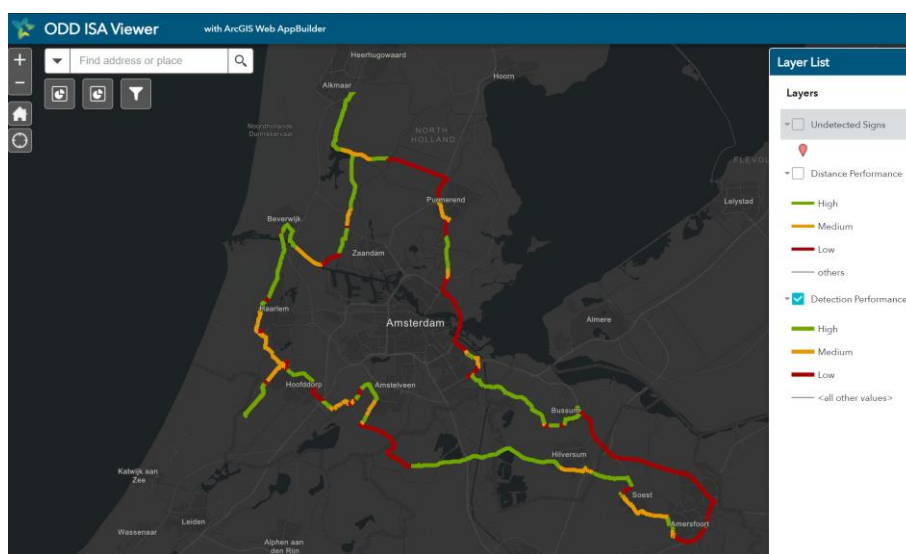 ODD ISA Viewer with ArcGIS Web AppBuilder
+
Find address or place
−
Layer List
Layers
Undetected Signs
Distance Performance
High
Medium
Low
others
Detection Performance
High
Medium
Low
<all other values>
Heerhugowaard
Hoorn
Alkmaar
NORTH
HOLLAND
Purmerend
Lelystad
Beverwijk
Zaandam
Haarlem
Amsterdam
Almere
Hoofddorp
Amstelveen
Bussum
Hilversum
Katwijk aan
Zee
Soest
Leiden
Wassenaar
Amersfoort
Alphen aan
den Rijn